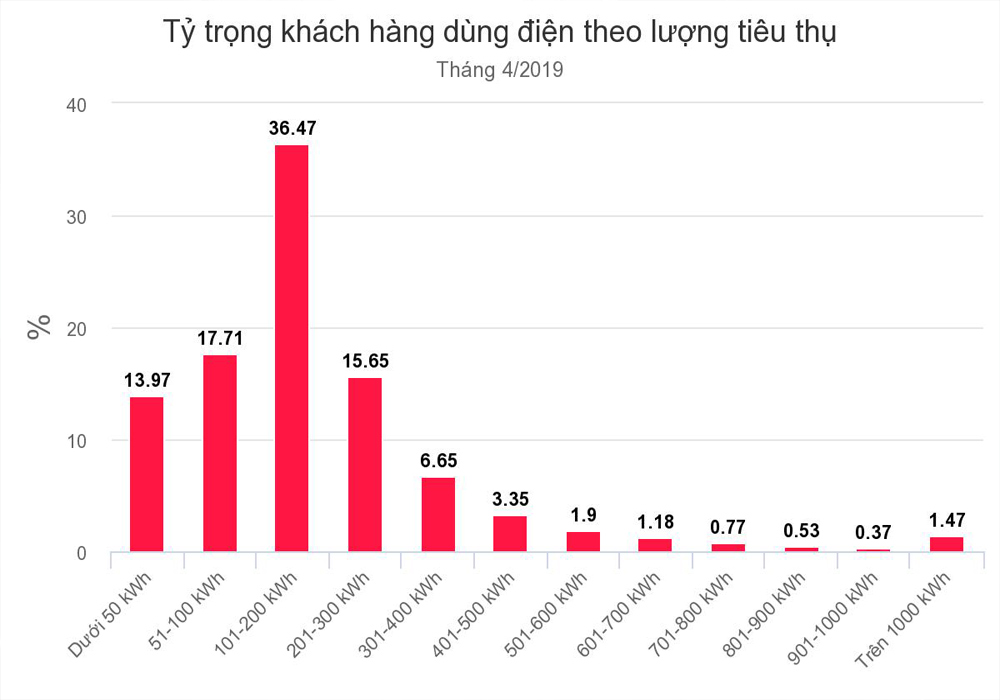 Tỷ trọng khách hàng dùng điện theo lượng tiêu thụ
Tháng 4/2019
%
40
30
20
10
0
13.97
17.71
36.47
15.65
6.65
3.35
1.9
1.18
0.77
0.53
0.37
1.47
Dưới 50 kWh
51-100 kWh
101-200 kWh
201-300 kWh
301-400 kWh
401-500 kWh
501-600 kWh
601-700 kWh
701-800 kWh
801-900 kWh
901-1000 kWh
Trên 1000 kWh